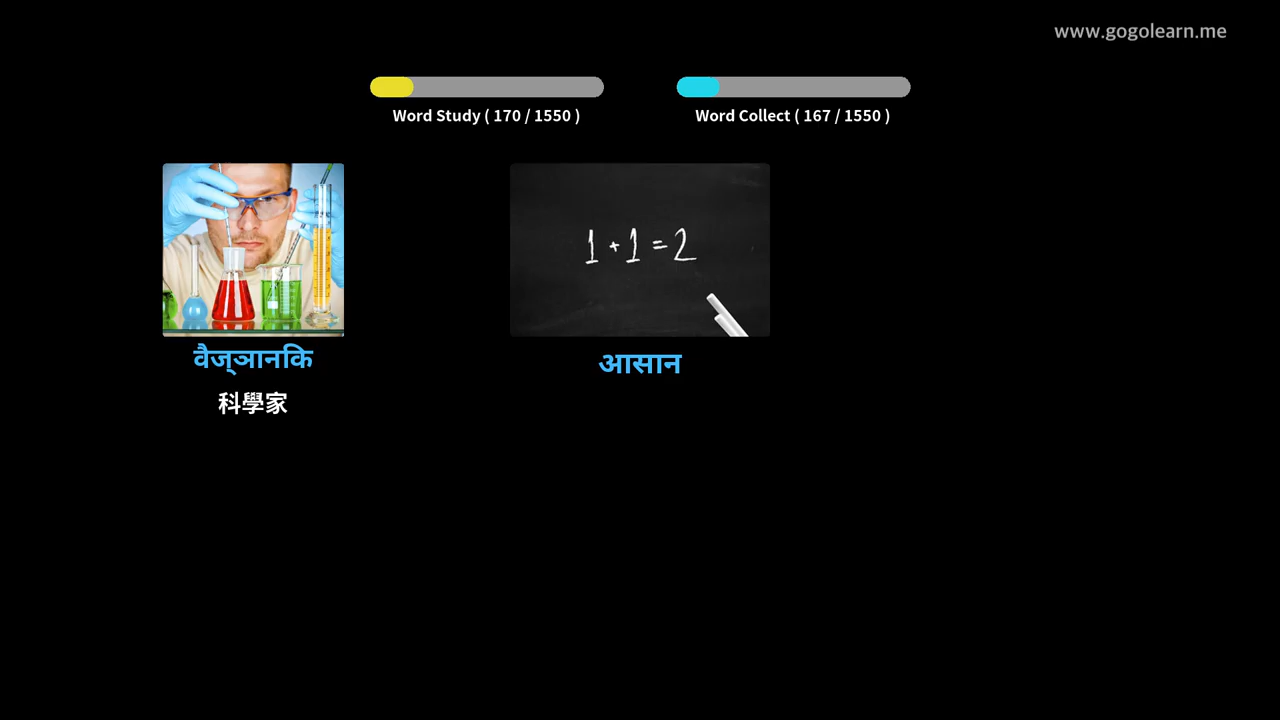 www.gogolearn.me
Word Study ( 170 / 1550 )
Word Collect ( 167 / 1550 )
1 + 1 = 2
वैज्ञानकि
आसान
科學家